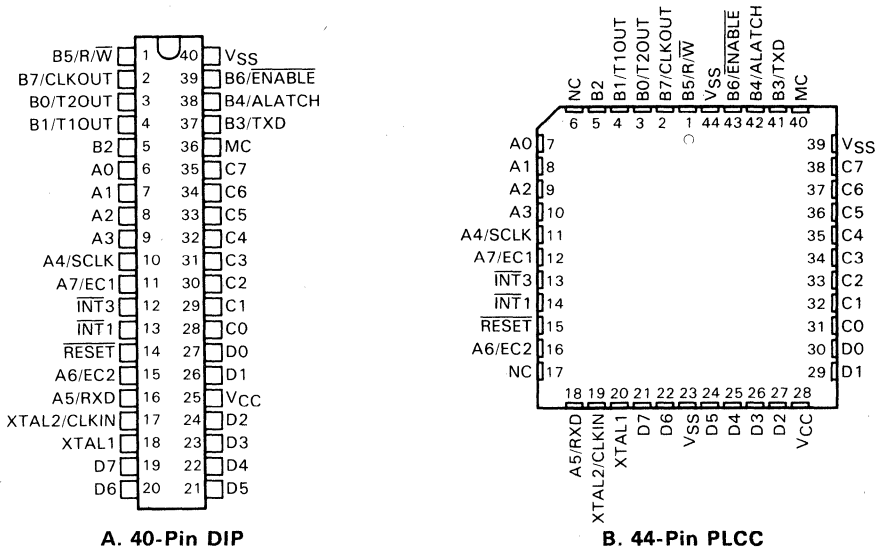 B5/R/W̅ 1 40 VSS
B7/CLKOUT 2 39 B6/E̅N̅A̅B̅L̅E̅
B0/T2OUT 3 38 B4/ALATCH
B1/T1OUT 4 37 B3/TXD
B2 5 36 MC
A0 6 35 C7
A1 7 34 C6
A2 8 33 C5
A3 9 32 C4
A4/SCLK 10 31 C3
A7/EC1 11 30 C2
I̅N̅T̅3 12 29 C1
I̅N̅T̅1 13 28 C0
R̅E̅S̅E̅T̅ 14 27 D0
A6/EC2 15 26 D1
A5/RXD 16 25 VCC
XTAL2/CLKIN 17 24 D2
XTAL1 18 23 D3
D7 19 22 D4
D6 20 21 D5
A. 40-Pin DIP
NC B2 B1/T1OUT B0/T2OUT B7/CLKOUT B5/R/W̅ VSS B6/E̅N̅A̅B̅L̅E̅ B4/ALATCH B3/TXD MC
6 5 4 3 2 1 44 43 42 41 40
A0 7 39 VSS
A1 8 38 C7
A2 9 37 C6
A3 10 36 C5
A4/SCLK 11 35 C4
A7/EC1 12 34 C3
I̅N̅T̅3 13 33 C2
I̅N̅T̅1 14 32 C1
R̅E̅S̅E̅T̅ 15 31 C0
A6/EC2 16 30 D0
NC 17 29 D1
18 19 20 21 22 23 24 25 26 27 28
A5/RXD XTAL2/CLKIN XTAL1 D7 D6 VSS D5 D4 D3 D2 VCC
B. 44-Pin PLCC